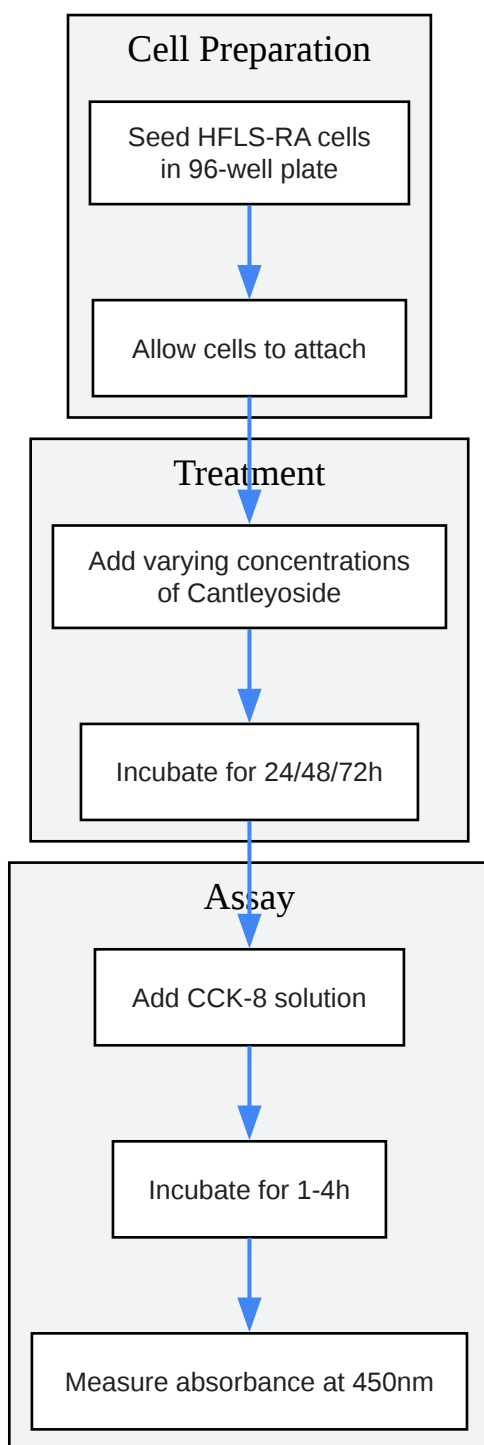 Cell Preparation
Seed HFLS-RA cells
in 96-well plate
Allow cells to attach
Treatment
Add varying concentrations
of Cantleyoside
Incubate for 24/48/72h
Assay
Add CCK-8 solution
Incubate for 1-4h
Measure absorbance at 450nm